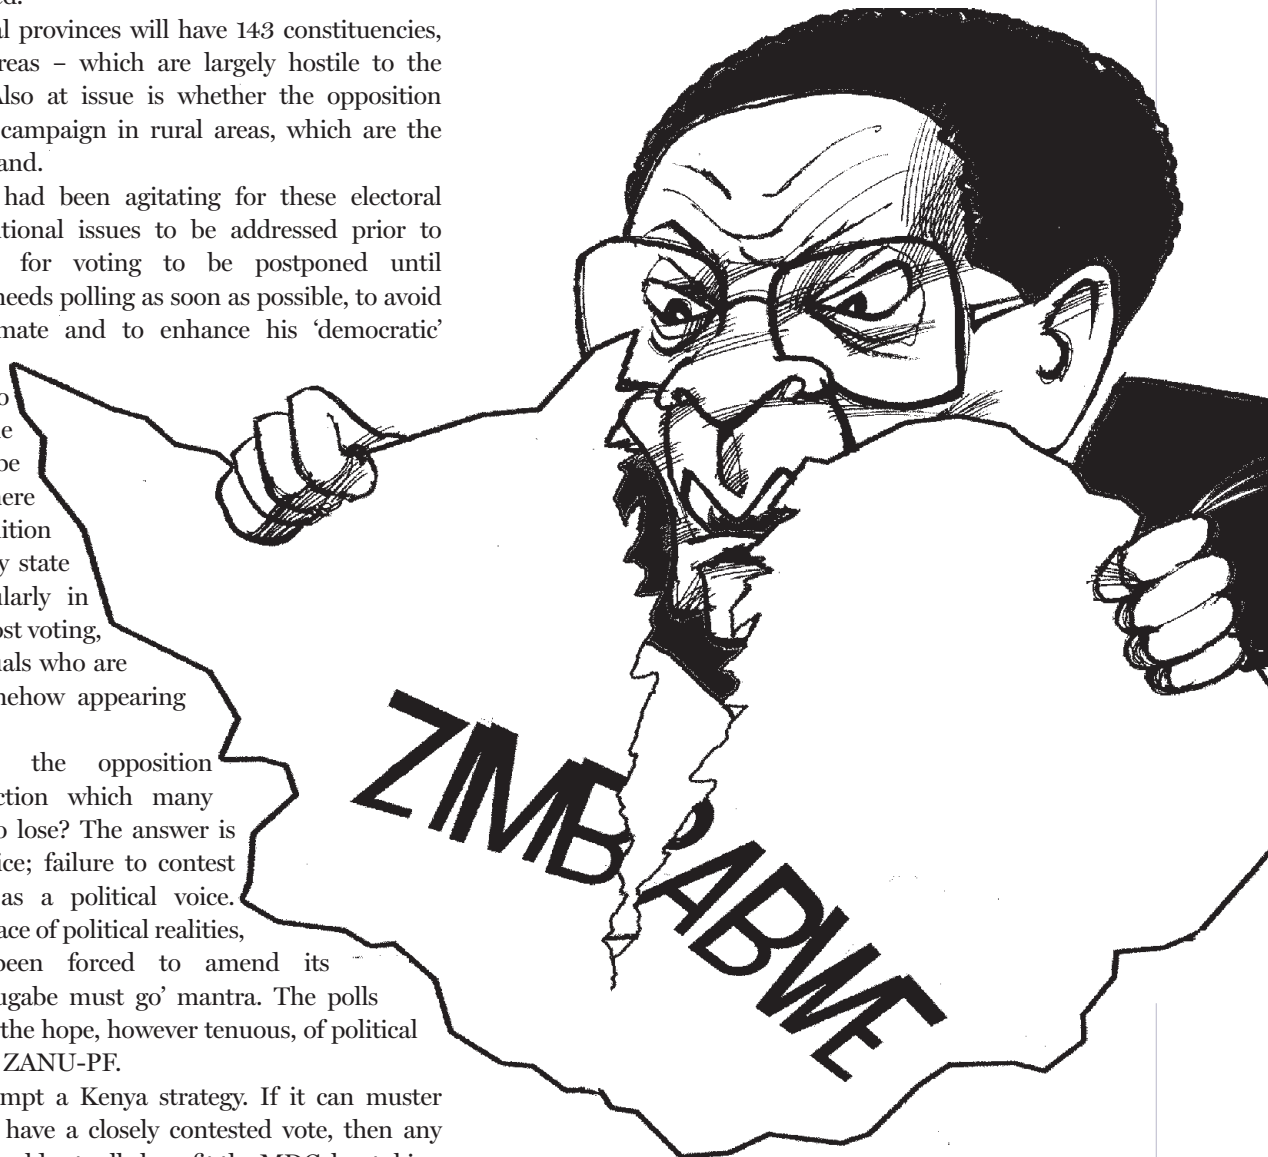 ed.
al provinces will have 143 constituencies,
reas – which are largely hostile to the
Also at issue is whether the opposition
campaign in rural areas, which are the
and.
had been agitating for these electoral
tional issues to be addressed prior to
for voting to be postponed until
needs polling as soon as possible, to avoid
mate and to enhance his ‘democratic’
o
e
be
here
ition
y state
ularly in
ost voting,
uals who are
mehow appearing
the opposition
ction which many
o lose? The answer is
ice; failure to contest
as a political voice.
ace of political realities,
been forced to amend its
ugabe must go’ mantra. The polls
the hope, however tenuous, of political
ZANU-PF.
mpt a Kenya strategy. If it can muster
have a closely contested vote, then any
ZIMBABWE